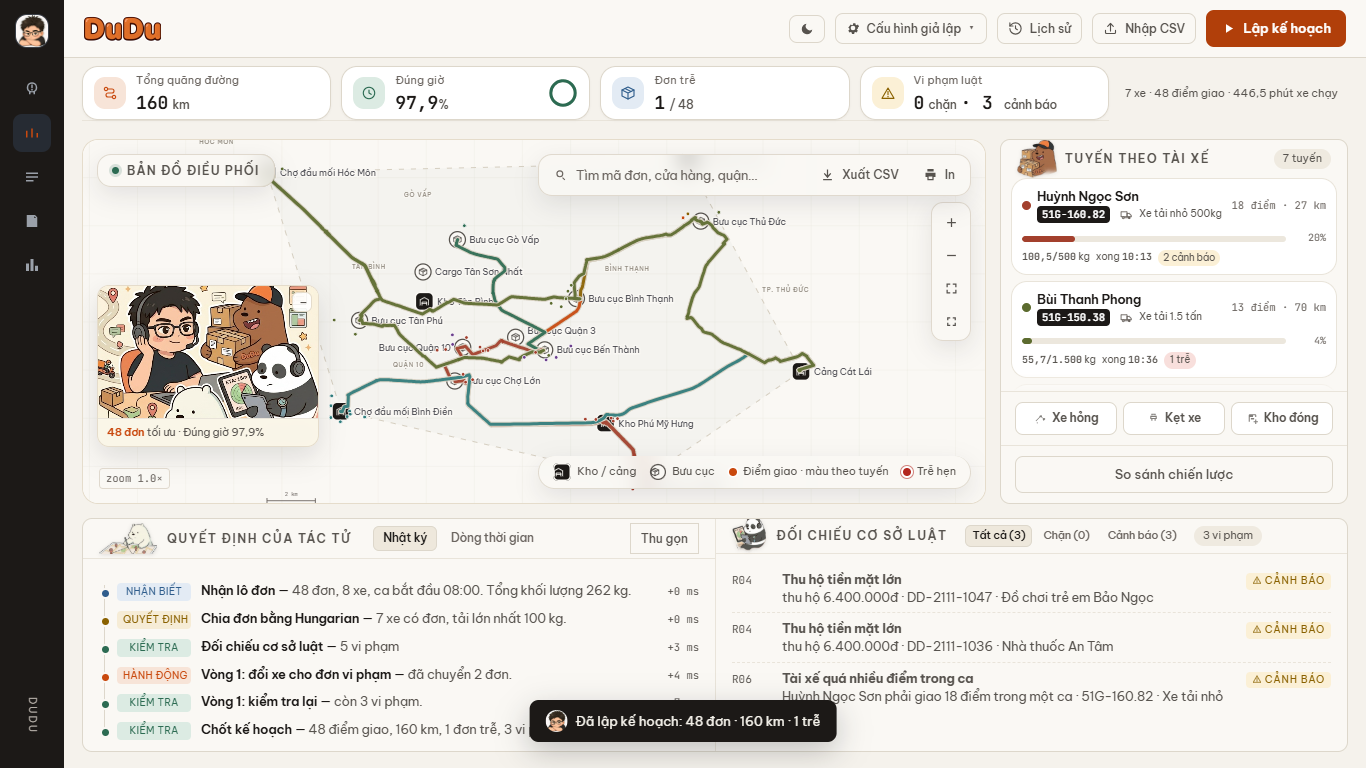 DuDu
Cấu hình giả lập
Lịch sử
Nhập CSV
Lập kế hoạch
Tổng quãng đường
160 km
Đúng giờ
97,9%
Đơn trễ
1 / 48
Vi phạm luật
0 chặn · 3 cảnh báo
7 xe · 48 điểm giao · 446,5 phút xe chạy
HÓC MÔN
BẢN ĐỒ ĐIỀU PHỐI
Chợ đầu mối Hóc Môn
Tìm mã đơn, cửa hàng, quận...
Xuất CSV
In
GÒ VẤP
Bưu cục Thủ Đức
Bưu cục Gò Vấp
TÂN BÌNH
Cargo Tân Sơn Nhất
BÌNH THẠNH
TP. THỦ ĐỨC
Kho Tân Bình
Bưu cục Bình Thạnh
Bưu cục Tân Phú
Bưu cục Quận 3
Bưu cục Quận 10
Bưu cục Bến Thành
QUẬN 10
Bưu cục Chợ Lớn
Cảng Cát Lái
Chợ đầu mối Bình Điền
Kho Phú Mỹ Hưng
48 đơn tối ưu · Đúng giờ 97,9%
zoom 1.0×
2 km
Kho / cảng
Bưu cục
Điểm giao · màu theo tuyến
Trễ hẹn
TUYẾN THEO TÀI XẾ
7 tuyến
Huỳnh Ngọc Sơn
18 điểm · 27 km
51G-160.82
Xe tải nhỏ 500kg
20%
100,5/500 kg xong 10:13
2 cảnh báo
Bùi Thanh Phong
13 điểm · 70 km
51G-150.38
Xe tải 1.5 tấn
4%
55,7/1.500 kg xong 10:36
1 trễ
Xe hỏng
Kẹt xe
Kho đóng
So sánh chiến lược
QUYẾT ĐỊNH CỦA TÁC TỬ
Nhật ký
Dòng thời gian
Thu gọn
NHẬN BIẾT Nhận lô đơn — 48 đơn, 8 xe, ca bắt đầu 08:00. Tổng khối lượng 262 kg. +0 ms
QUYẾT ĐỊNH Chia đơn bằng Hungarian — 7 xe có đơn, tải lớn nhất 100 kg. +0 ms
KIỂM TRA Đối chiếu cơ sở luật — 5 vi phạm +3 ms
HÀNH ĐỘNG Vòng 1: đổi xe cho đơn vi phạm — đã chuyển 2 đơn. +4 ms
KIỂM TRA Vòng 1: kiểm tra lại — còn 3 vi phạm.
KIỂM TRA Chốt kế hoạch — 48 điểm giao, 160 km, 1 đơn trễ, 3 vi
ĐỐI CHIẾU CƠ SỞ LUẬT
Tất cả (3)
Chặn (0)
Cảnh báo (3)
3 vi phạm
R04 Thu hộ tiền mặt lớn CẢNH BÁO
thu hộ 6.400.000đ · DD-2111-1047 · Đồ chơi trẻ em Bảo Ngọc
R04 Thu hộ tiền mặt lớn CẢNH BÁO
thu hộ 6.400.000đ · DD-2111-1036 · Nhà thuốc An Tâm
R06 Tài xế quá nhiều điểm trong ca CẢNH BÁO
Huỳnh Ngọc Sơn phải giao 18 điểm trong một ca · 51G-160.82 · Xe tải nhỏ
Đã lập kế hoạch: 48 đơn · 160 km · 1 trễ
DUDU